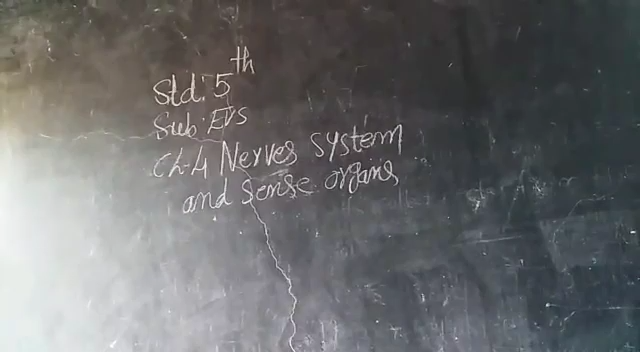 Std. 5th
Sub: EVS
Ch-4 Nerves system
and sense organs